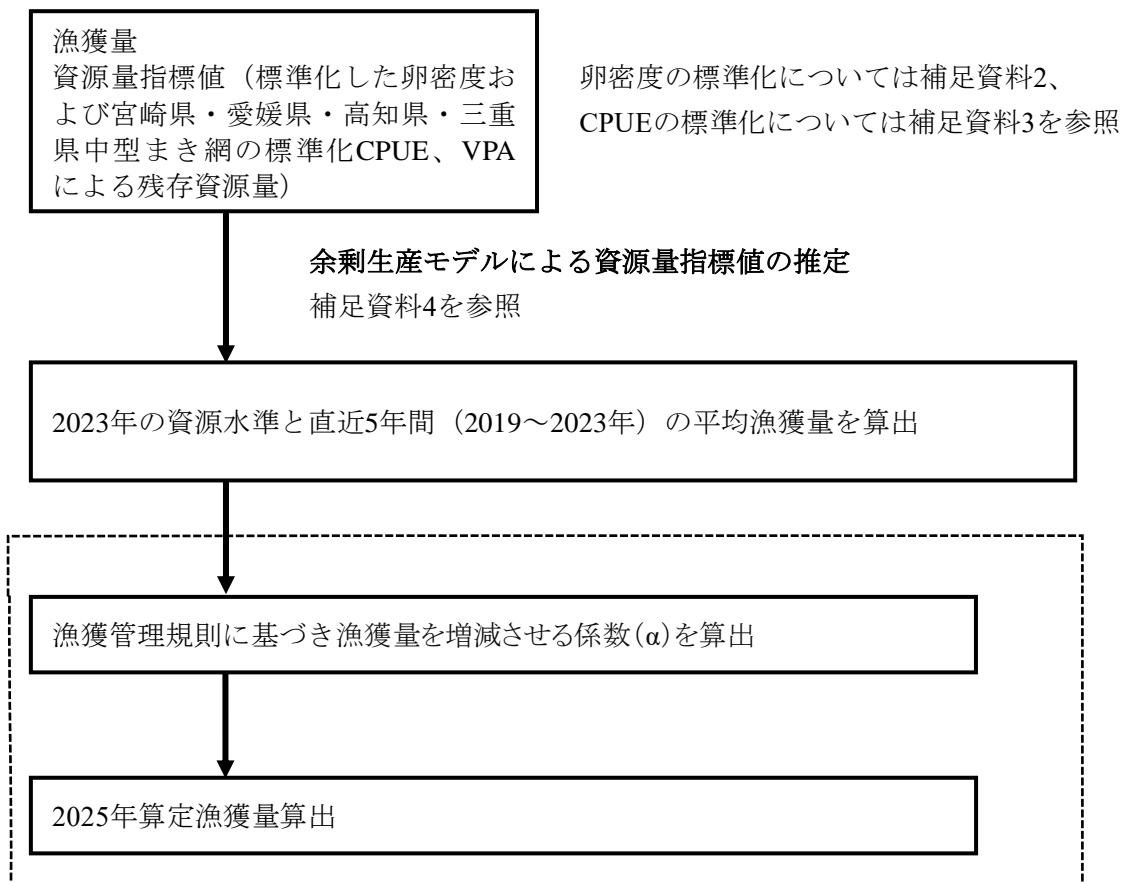 漁獲量
資源量指標値（標準化した卵密度お
よび宮崎県・愛媛県・高知県・三重
県中型まき網の標準化CPUE、VPA
による残存資源量）
卵密度の標準化については補足資料2、
CPUEの標準化については補足資料3を参照
余剰生産モデルによる資源量指標値の推定
補足資料4を参照
2023年の資源水準と直近5年間（2019～2023年）の平均漁獲量を算出
漁獲管理規則に基づき漁獲量を増減させる係数(α)を算出
2025年算定漁獲量算出